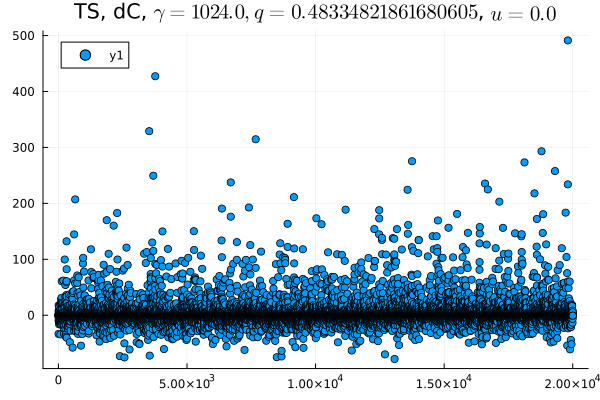 TS, dC, γ = 1024.0, q = 0.48334821861680605, u = 0.0
500
y1
400
300
200
100
0
0 5.00×10³ 1.00×10⁴ 1.50×10⁴ 2.00×10⁴